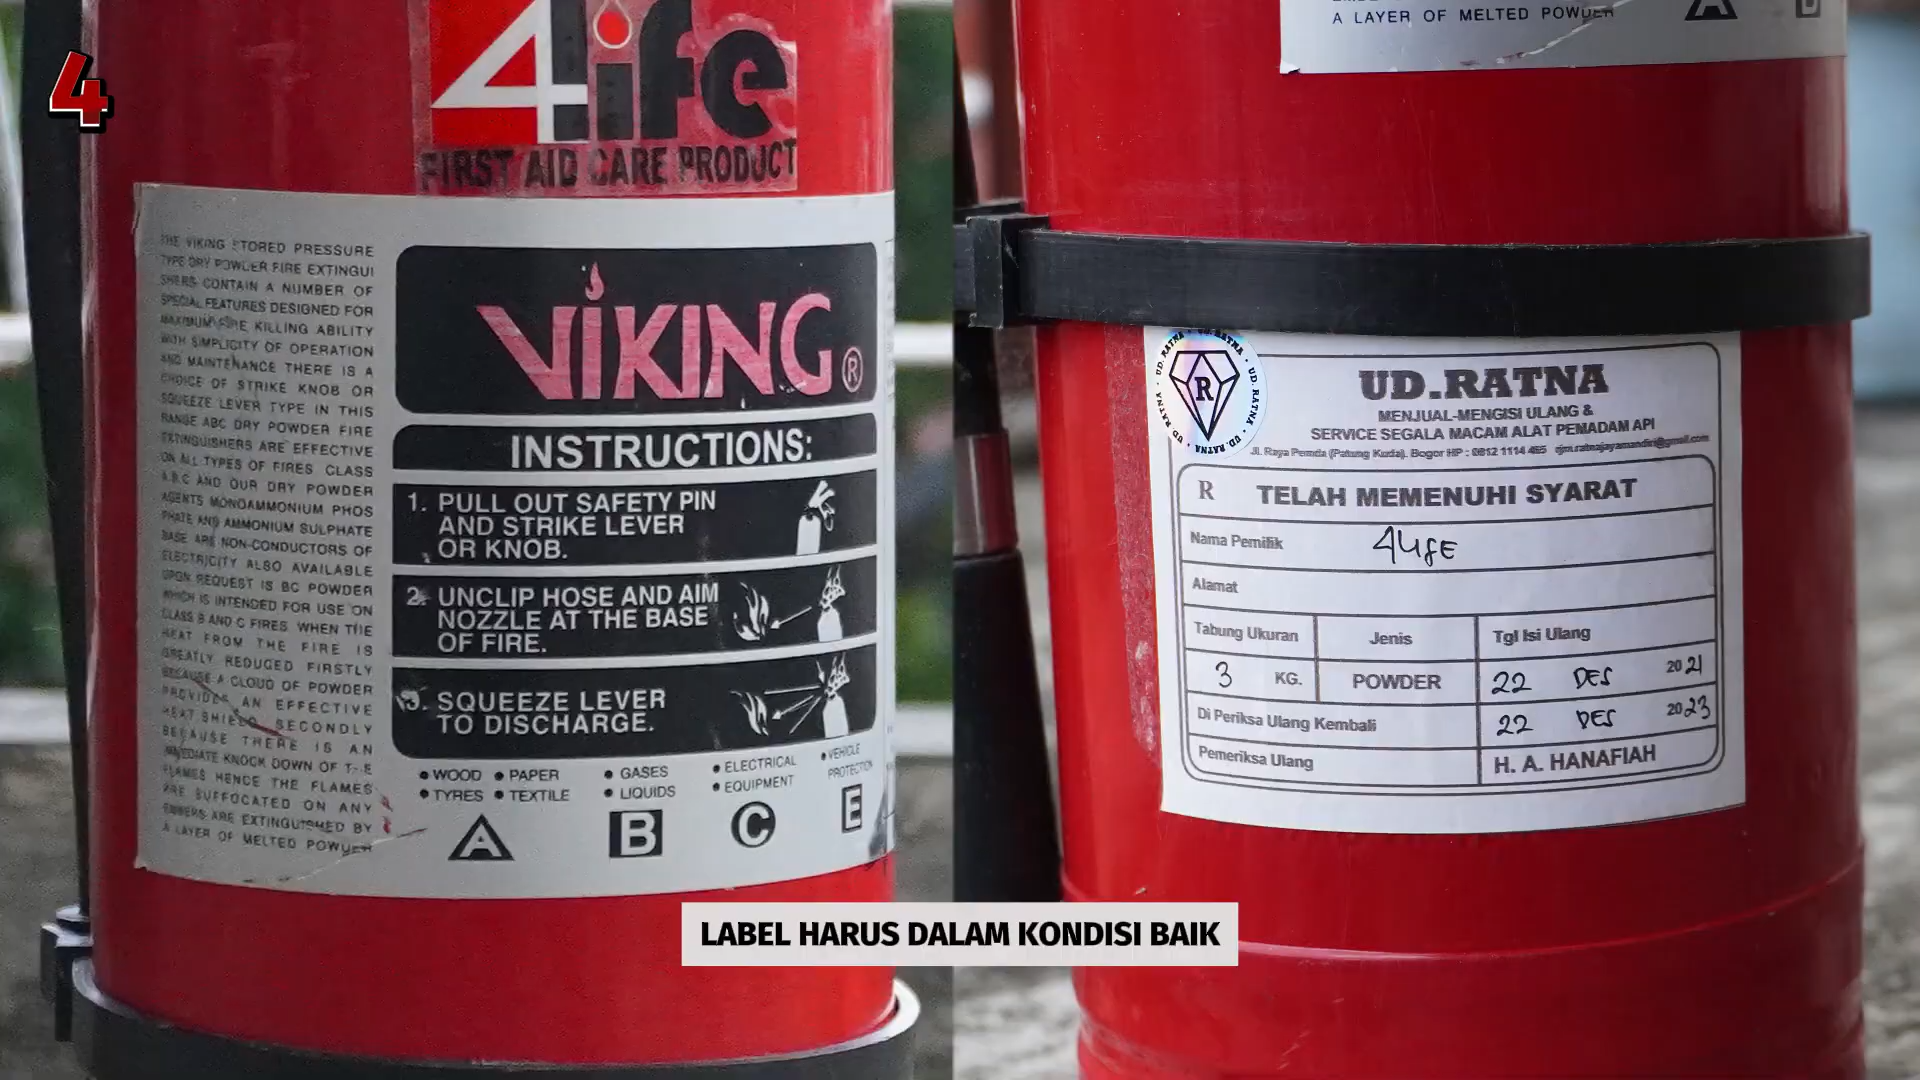 4
4life
FIRST AID CARE PRODUCT
THE VIKING STORED PRESSURE
TYPE DRY POWDER FIRE EXTINGUI
SHERS CONTAIN A NUMBER OF
SPECIAL FEATURES DESIGNED FOR
MAXIMUM FIRE KILLING ABILITY
WITH SIMPLICITY OF OPERATION
AND MAINTENANCE THERE IS A
CHOICE OF STRIKE KNOB OR
SQUEEZE LEVER TYPE IN THIS
RANGE ABC DRY POWDER FIRE
EXTINGUISHERS ARE EFFECTIVE
ON ALL TYPES OF FIRES CLASS
A.B.C AND OUR DRY POWDER
AGENTS MONOAMMONIUM PHOS
PHATE AND AMMONIUM SULPHATE
BASE ARE NON-CONDUCTORS OF
ELECTRICITY ALSO AVAILABLE
UPON REQUEST IS BC POWDER
WHICH IS INTENDED FOR USE ON
CLASS B AND C FIRES. WHEN THE
HEAT FROM THE FIRE IS
GREATLY REDUCED FIRSTLY
BECAUSE A CLOUD OF POWDER
PROVIDES AN EFFECTIVE
HEAT SHIELD SECONDLY
BECAUSE THERE IS AN
IMMEDIATE KNOCK DOWN OF THE
FLAMES HENCE THE FLAMES
ARE SUFFOCATED ON ANY
EMBERS ARE EXTINGUISHED BY
A LAYER OF MELTED POWDER
VIKING®
INSTRUCTIONS:
1. PULL OUT SAFETY PIN
AND STRIKE LEVER
OR KNOB.
2. UNCLIP HOSE AND AIM
NOZZLE AT THE BASE
OF FIRE.
3. SQUEEZE LEVER
TO DISCHARGE.
• WOOD • PAPER
• TYRES • TEXTILE
A
• GASES
• LIQUIDS
B
• ELECTRICAL
• EQUIPMENT
C
• VEHICLE
PROTECTION
E
A LAYER OF MELTED POWDER
A
R
UD.RATNA
MENJUAL-MENGISI ULANG &
SERVICE SEGALA MACAM ALAT PEMADAM API
Jl. Raya Pemda (Patung Kuda). Bogor HP : 0812 1114 465
R TELAH MEMENUHI SYARAT
Nama Pemilik 4LifE
Alamat
Tabung Ukuran Jenis Tgl Isi Ulang
3 KG. POWDER 22 DES 2021
Di Periksa Ulang Kembali 22 DES 2023
Pemeriksa Ulang H. A. HANAFIAH
LABEL HARUS DALAM KONDISI BAIK